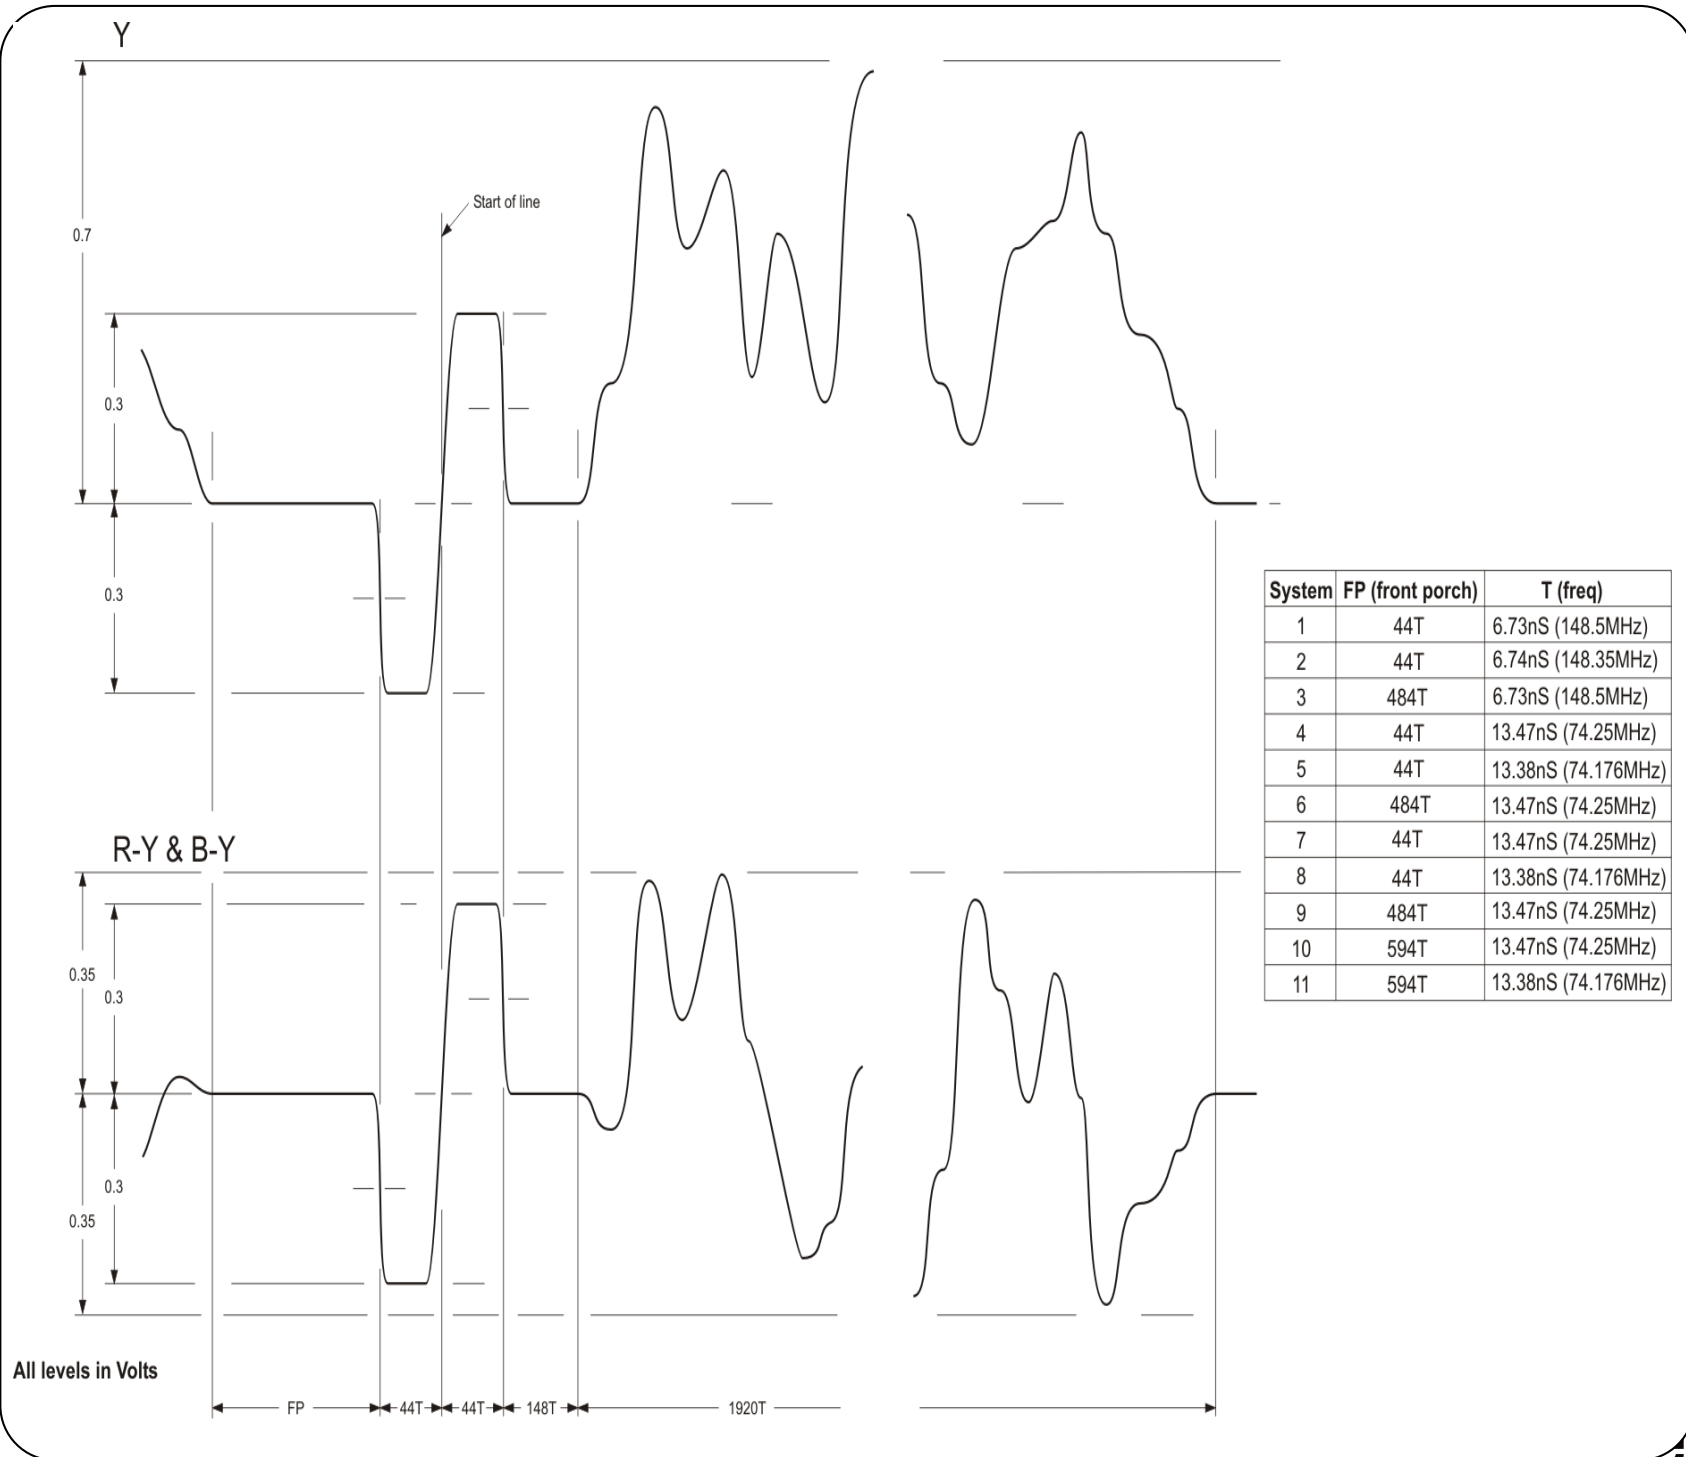 Y
Start of line
0.7
0.3
0.3
System FP (front porch) T (freq)
1 44T 6.73nS (148.5MHz)
2 44T 6.74nS (148.35MHz)
3 484T 6.73nS (148.5MHz)
4 44T 13.47nS (74.25MHz)
5 44T 13.38nS (74.176MHz)
6 484T 13.47nS (74.25MHz)
7 44T 13.47nS (74.25MHz)
8 44T 13.38nS (74.176MHz)
9 484T 13.47nS (74.25MHz)
10 594T 13.47nS (74.25MHz)
11 594T 13.38nS (74.176MHz)
R-Y & B-Y
0.35
0.3
0.3
0.35
All levels in Volts
FP 44T 44T 148T 1920T